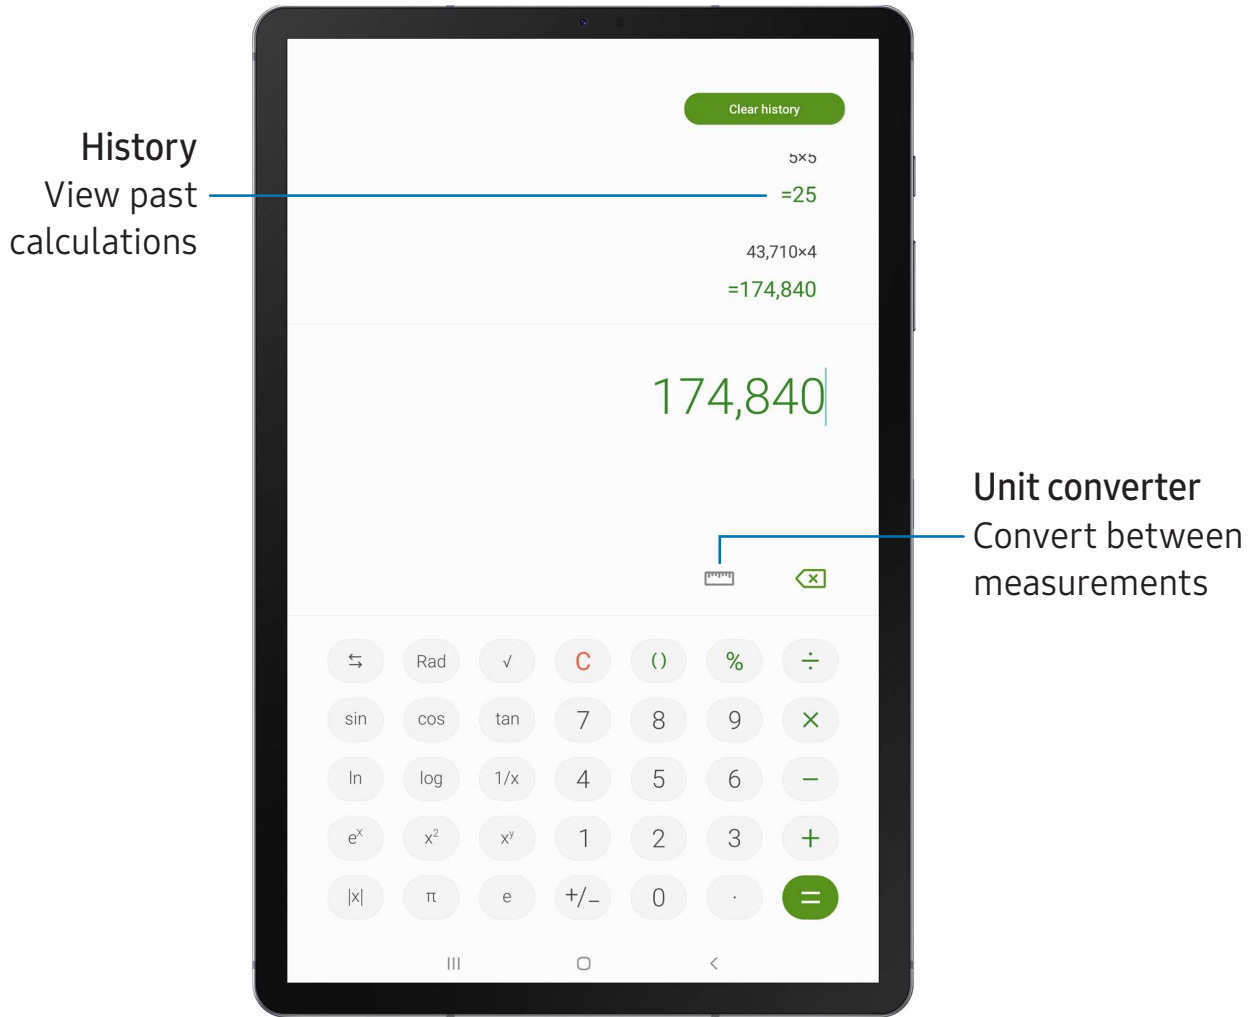 Clear history
History
View past
calculations
5×5
=25
43,710×4
=174,840
174,840
Unit converter
Convert between
measurements
Rad √ C ( ) % ÷
sin cos tan 7 8 9 ×
ln log 1/x 4 5 6 −
eˣ x² xʸ 1 2 3 +
|x| π e +/− 0 . =